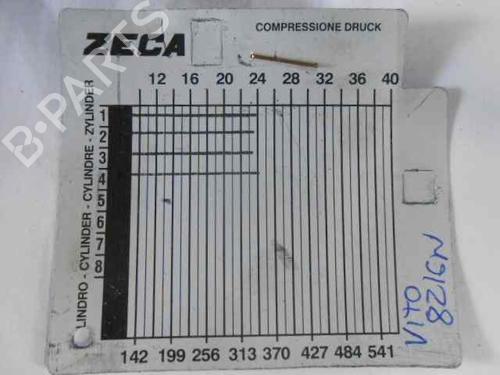 ZECA
COMPRESSIONE DRUCK
12 16 20 24 28 32 36 40
1
2
3
4
5
6
7
8
LINDRO - CYLINDER - CYLINDRE - ZYLINDER
142 199 256 313 370 427 484 541
VITO
B-PARTS